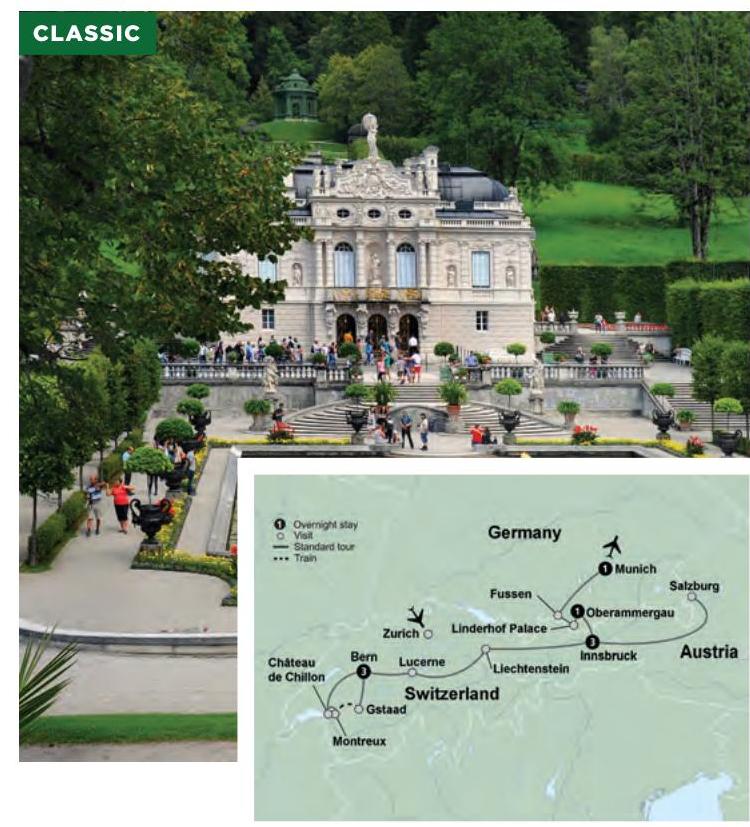 CLASSIC
1 Overnight stay
Visit
Standard tour
Train
Germany
1 Munich
Salzburg
Fussen
1 Oberammergau
Linderhof Palace
Zurich
3
Innsbruck
Austria
Bern
3
Lucerne
Liechtenstein
Château
de Chillon
Switzerland
Gstaad
Montreux